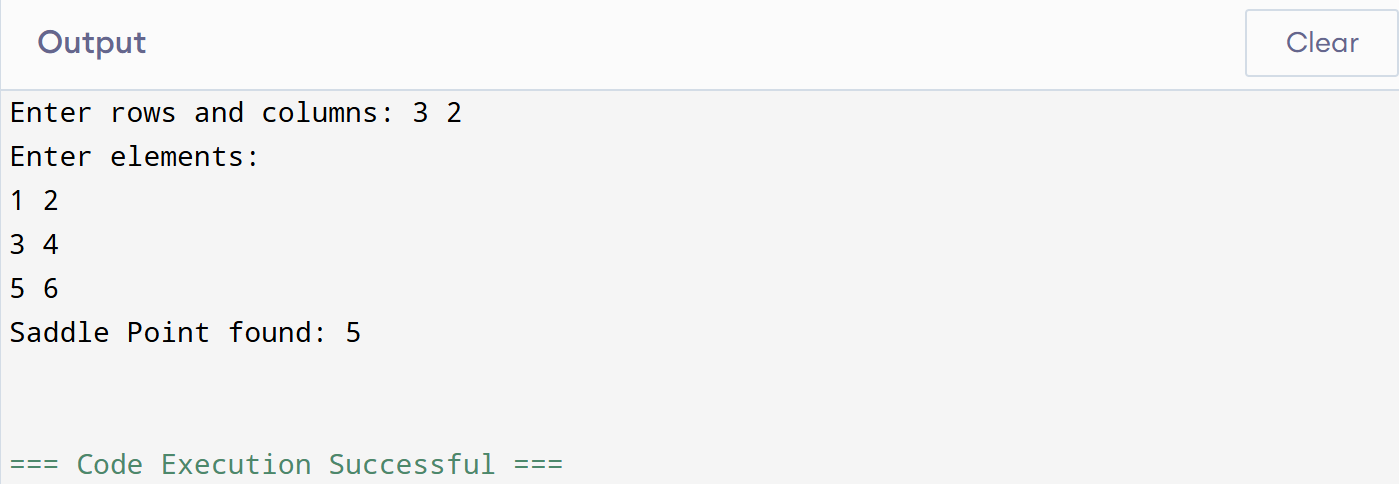 Output
Clear
Enter rows and columns: 3 2
Enter elements:
1 2
3 4
5 6
Saddle Point found: 5
=== Code Execution Successful ===